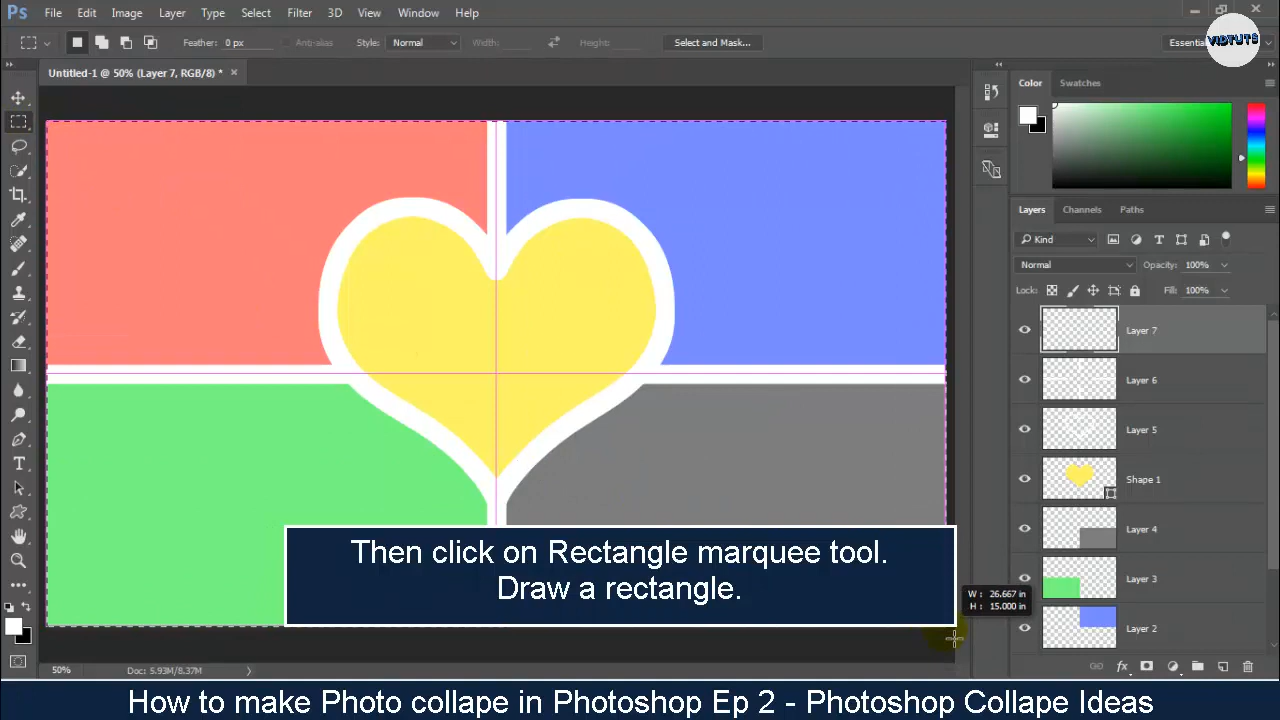 Ps File Edit Image Layer Type Select Filter 3D View Window Help
Feather: 0 px Anti-alias Style: Normal Width: Height: Select and Mask... Essenti
VIDTUTS
Untitled-1 @ 50% (Layer 7, RGB/8) * ×
Color Swatches
Layers Channels Paths
Kind
Normal Opacity: 100%
Lock: Fill: 100%
Layer 7
Layer 6
Layer 5
Shape 1
Layer 4
Layer 3
Layer 2
Then click on Rectangle marquee tool.
Draw a rectangle.
W : 26.667 in
H : 15.000 in
50% Doc: 5.93M/8.37M
How to make Photo collape in Photoshop Ep 2 - Photoshop Collape Ideas